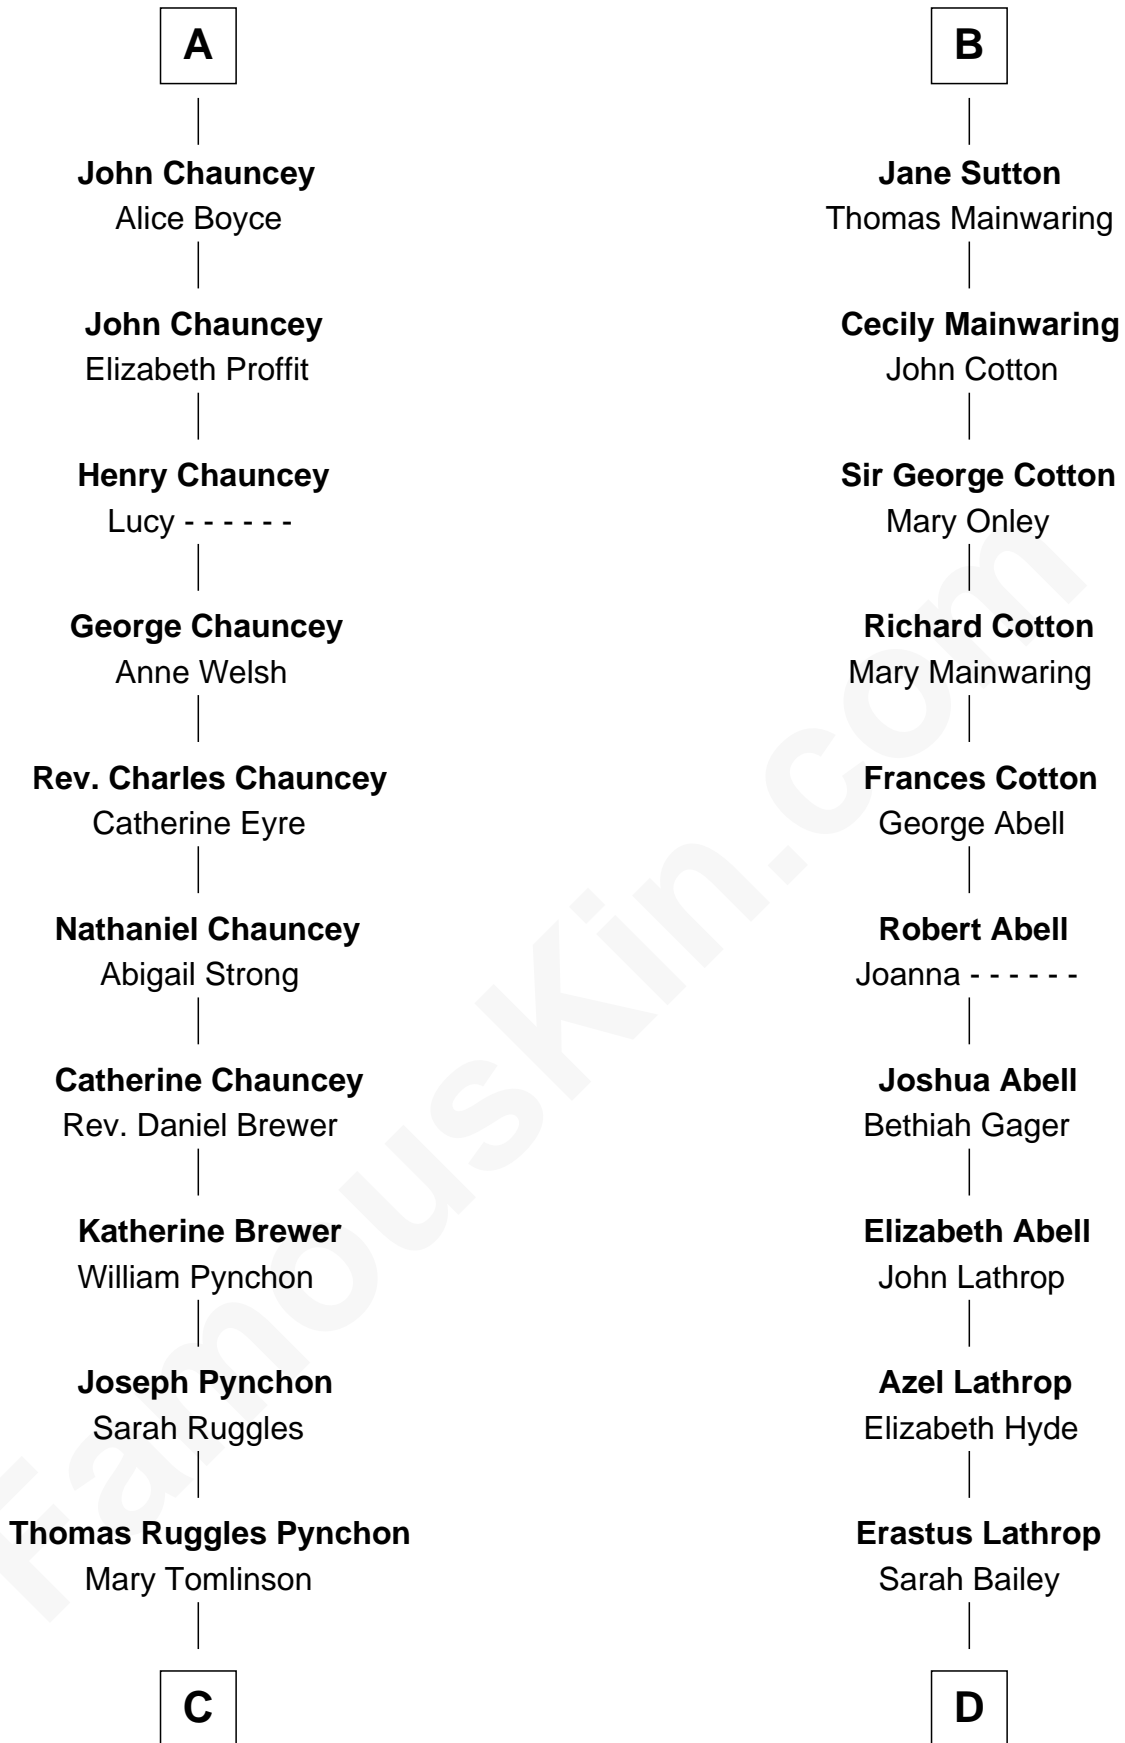 A
John Chauncey
Alice Boyce
John Chauncey
Elizabeth Proffit
Henry Chauncey
Lucy - - - - - -
George Chauncey
Anne Welsh
Rev. Charles Chauncey
Catherine Eyre
Nathaniel Chauncey
Abigail Strong
Catherine Chauncey
Rev. Daniel Brewer
Katherine Brewer
William Pynchon
Joseph Pynchon
Sarah Ruggles
Thomas Ruggles Pynchon
Mary Tomlinson
C
B
Jane Sutton
Thomas Mainwaring
Cecily Mainwaring
John Cotton
Sir George Cotton
Mary Onley
Richard Cotton
Mary Mainwaring
Frances Cotton
George Abell
Robert Abell
Joanna - - - - - -
Joshua Abell
Bethiah Gager
Elizabeth Abell
John Lathrop
Azel Lathrop
Elizabeth Hyde
Erastus Lathrop
Sarah Bailey
D
FamousKin.com